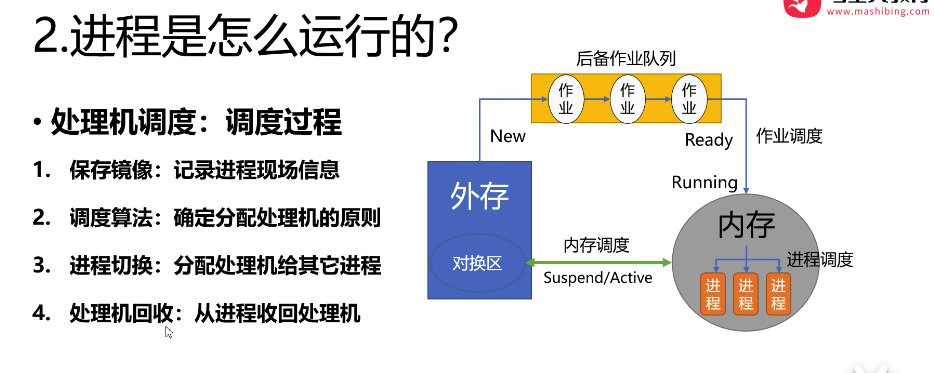 www.mashibing.com
2.进程是怎么运行的?
后备作业队列
作业
作业
作业
• 处理机调度：调度过程
New
Ready
作业调度
1. 保存镜像：记录进程现场信息
Running
外存
内存
2. 调度算法：确定分配处理机的原则
内存调度
进程调度
3. 进程切换：分配处理机给其它进程
对换区
Suspend/Active
进程
进程
进程
4. 处理机回收：从进程收回处理机